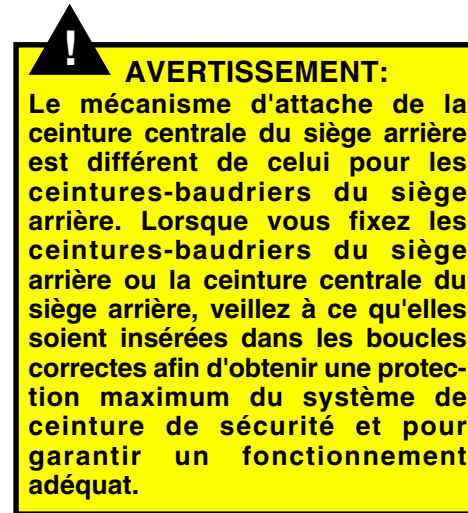 !
AVERTISSEMENT:
Le mécanisme d'attache de la
ceinture centrale du siège arrière
est différent de celui pour les
ceintures-baudriers du siège
arrière. Lorsque vous fixez les
ceintures-baudriers du siège
arrière ou la ceinture centrale du
siège arrière, veillez à ce qu'elles
soient insérées dans les boucles
correctes afin d'obtenir une protec-
tion maximum du système de
ceinture de sécurité et pour
garantir un fonctionnement
adéquat.